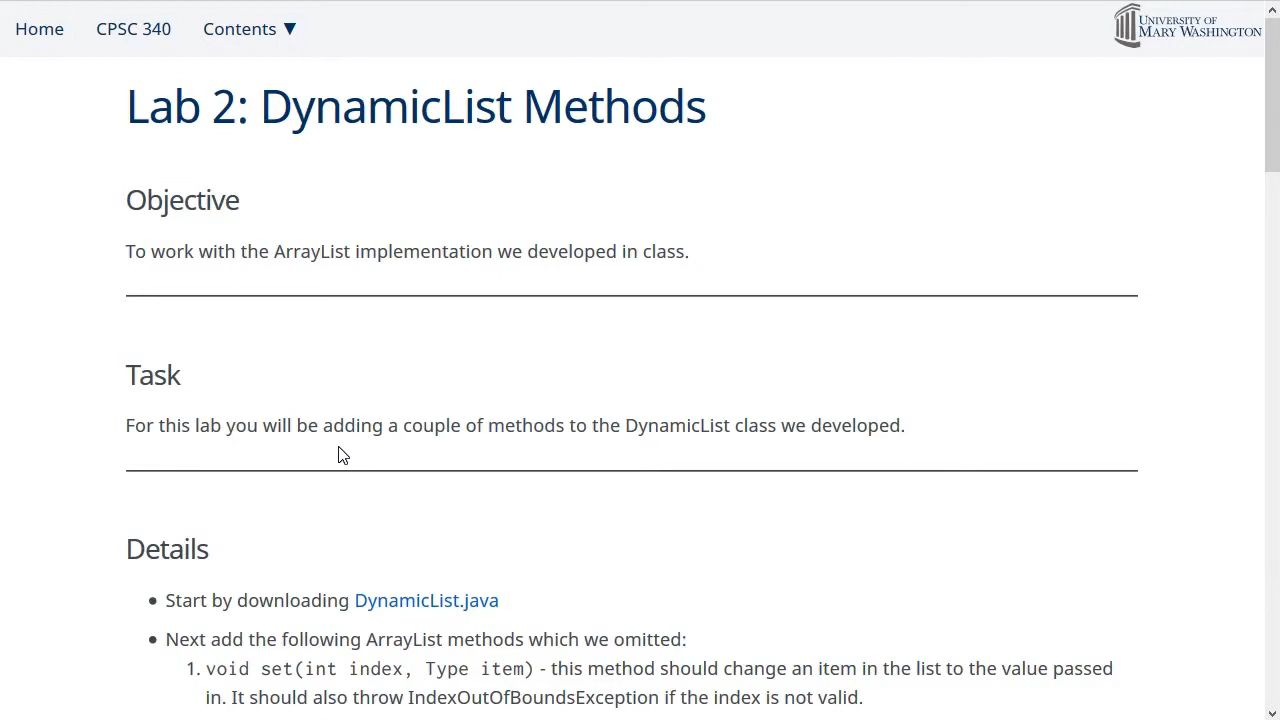 Home CPSC 340 Contents ▼
UNIVERSITY OF
MARY WASHINGTON
Lab 2: DynamicList Methods
Objective
To work with the ArrayList implementation we developed in class.
Task
For this lab you will be adding a couple of methods to the DynamicList class we developed.
Details
• Start by downloading DynamicList.java
• Next add the following ArrayList methods which we omitted:
1. void set(int index, Type item) - this method should change an item in the list to the value passed
in. It should also throw IndexOutOfBoundsException if the index is not valid.